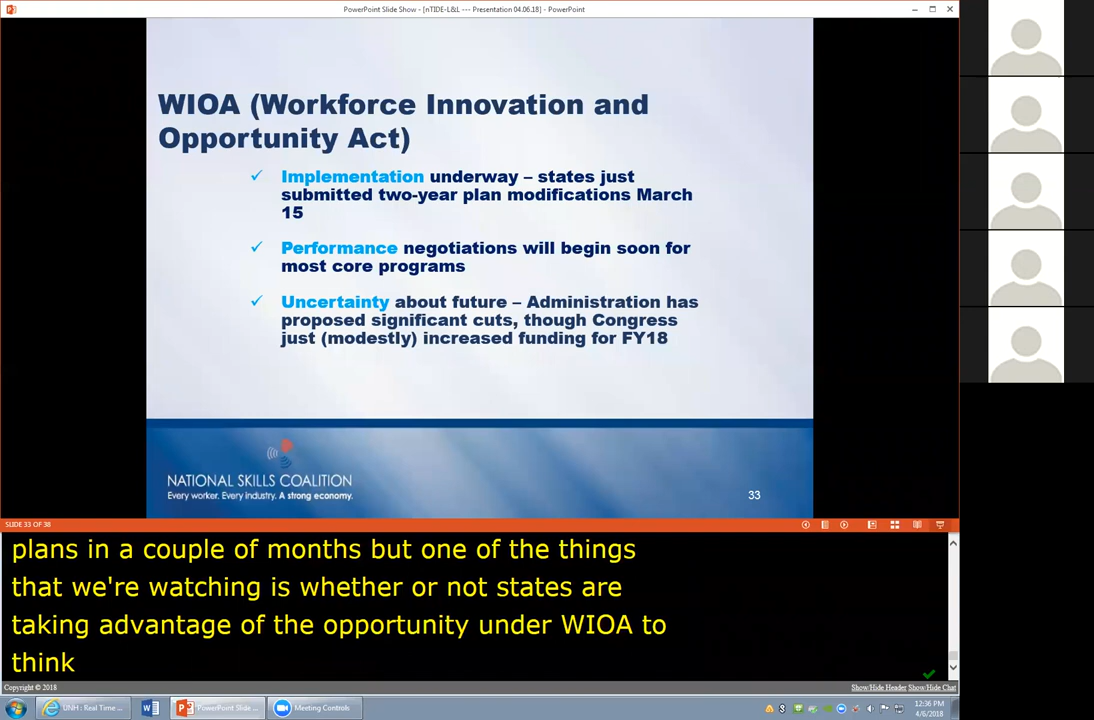 PowerPoint Slide Show - [nTIDE-L&L --- Presentation 04.06.18] - PowerPoint
WIOA (Workforce Innovation and
Opportunity Act)
Implementation underway – states just
submitted two-year plan modifications March
15
Performance negotiations will begin soon for
most core programs
Uncertainty about future – Administration has
proposed significant cuts, though Congress
just (modestly) increased funding for FY18
NATIONAL SKILLS COALITION
Every worker. Every industry. A strong economy.
33
SLIDE 33 OF 38
plans in a couple of months but one of the things
that we're watching is whether or not states are
taking advantage of the opportunity under WIOA to
think
Copyright © 2018
Show/Hide Header Show/Hide Chat
UNH : Real Time ...
PowerPoint Slide ...
Meeting Controls
12:36 PM
4/6/2018